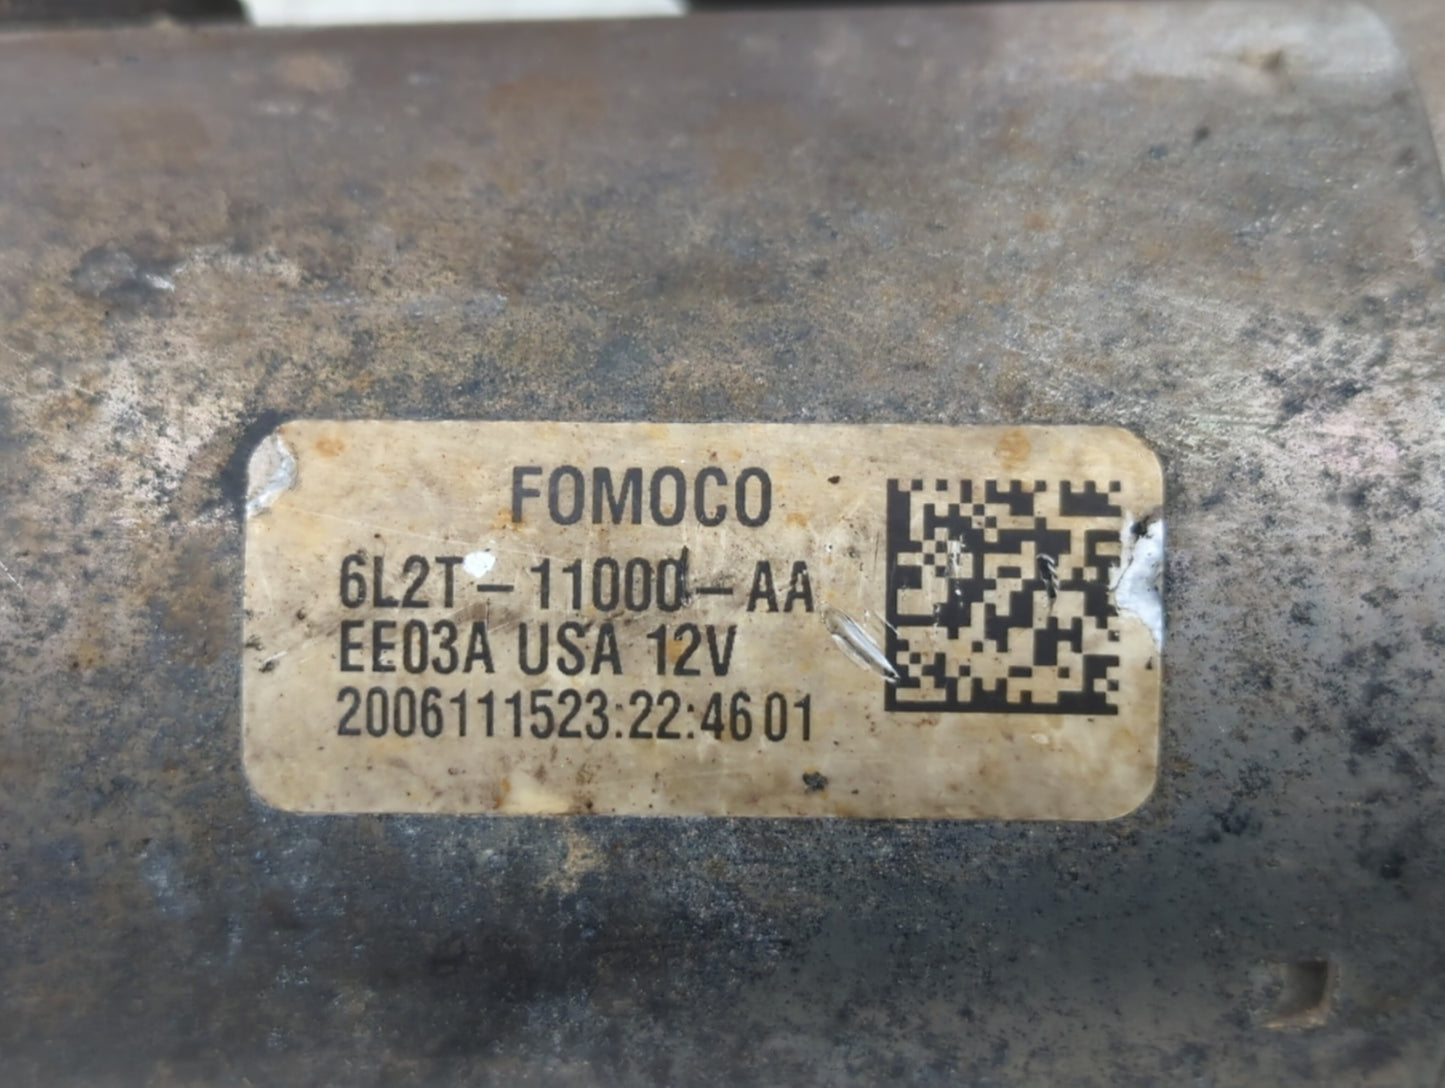 FOMOCO
6L2T-11000-AA
EE03A USA 12V
2006111523:22:46 01